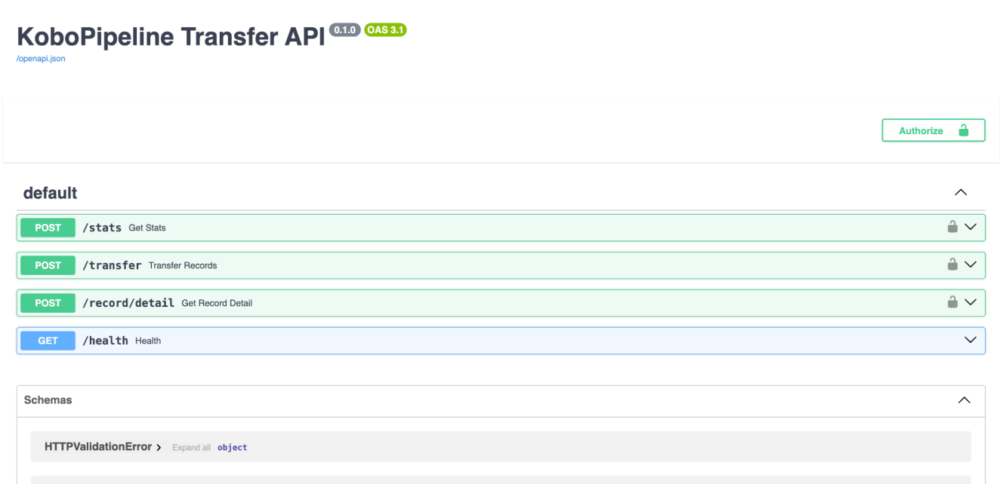 KoboPipeline Transfer API 0.1.0 OAS 3.1
/openapi.json
Authorize
default
POST /stats Get Stats
POST /transfer Transfer Records
POST /record/detail Get Record Detail
GET /health Health
Schemas
HTTPValidationError Expand all object